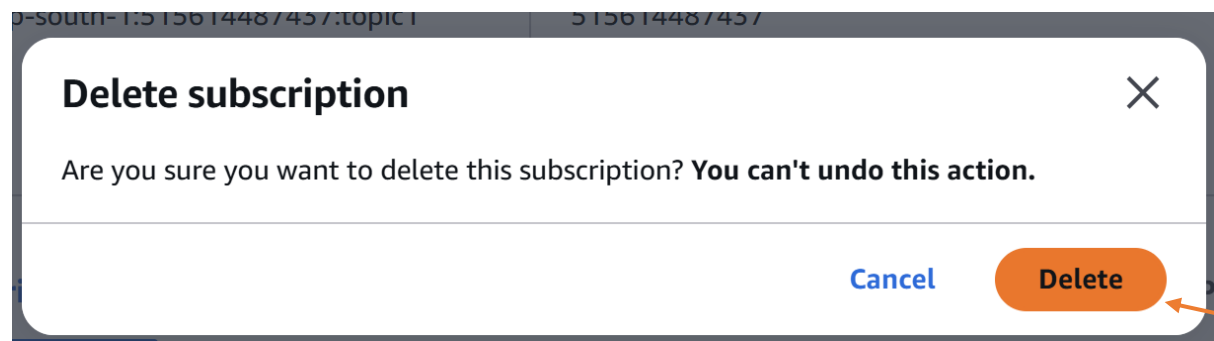 p-south-1:515614487437:topic1 515614487437
Delete subscription
Are you sure you want to delete this subscription? You can't undo this action.
Cancel Delete